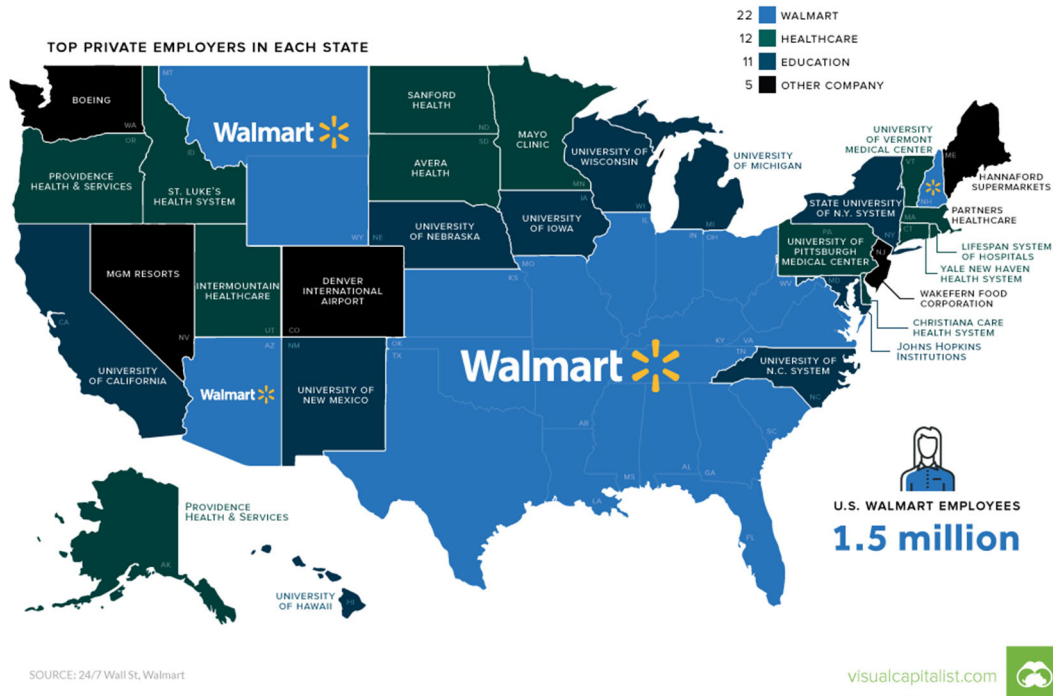 TOP PRIVATE EMPLOYERS IN EACH STATE
22 WALMART
12 HEALTHCARE
11 EDUCATION
5 OTHER COMPANY
BOEING
WA
OR
PROVIDENCE
HEALTH & SERVICES
ID
ST. LUKE'S
HEALTH SYSTEM
MT
Walmart
WY
SANFORD
HEALTH
ND
SD
AVERA
HEALTH
MAYO
CLINIC
MN
UNIVERSITY OF
WISCONSIN
WI
UNIVERSITY
OF MICHIGAN
MI
IA
UNIVERSITY
OF IOWA
NE
UNIVERSITY
OF NEBRASKA
MGM RESORTS
NV
INTERMOUNTAIN
HEALTHCARE
UT
DENVER
INTERNATIONAL
AIRPORT
CO
CA
UNIVERSITY
OF CALIFORNIA
AZ
Walmart
NM
UNIVERSITY OF
NEW MEXICO
KS
MO
IL
IN
OH
WV
KY
VA
TN
OK
TX
AR
LA
MS
AL
GA
SC
FL
Walmart
UNIVERSITY OF
N.C. SYSTEM
NC
UNIVERSITY
OF VERMONT
MEDICAL CENTER
VT
NH
ME
HANNAFORD
SUPERMARKETS
STATE UNIVERSITY
OF N.Y. SYSTEM
NY
MA
CT
PARTNERS
HEALTHCARE
LIFESPAN SYSTEM
OF HOSPITALS
YALE NEW HAVEN
HEALTH SYSTEM
PA
UNIVERSITY OF
PITTSBURGH
MEDICAL CENTER
NJ
WAKEFERN FOOD
CORPORATION
MD
CHRISTIANA CARE
HEALTH SYSTEM
JOHNS HOPKINS
INSTITUTIONS
PROVIDENCE
HEALTH & SERVICES
AK
UNIVERSITY
OF HAWAII
HI
U.S. WALMART EMPLOYEES
1.5 million
SOURCE: 24/7 Wall St, Walmart
visualcapitalist.com